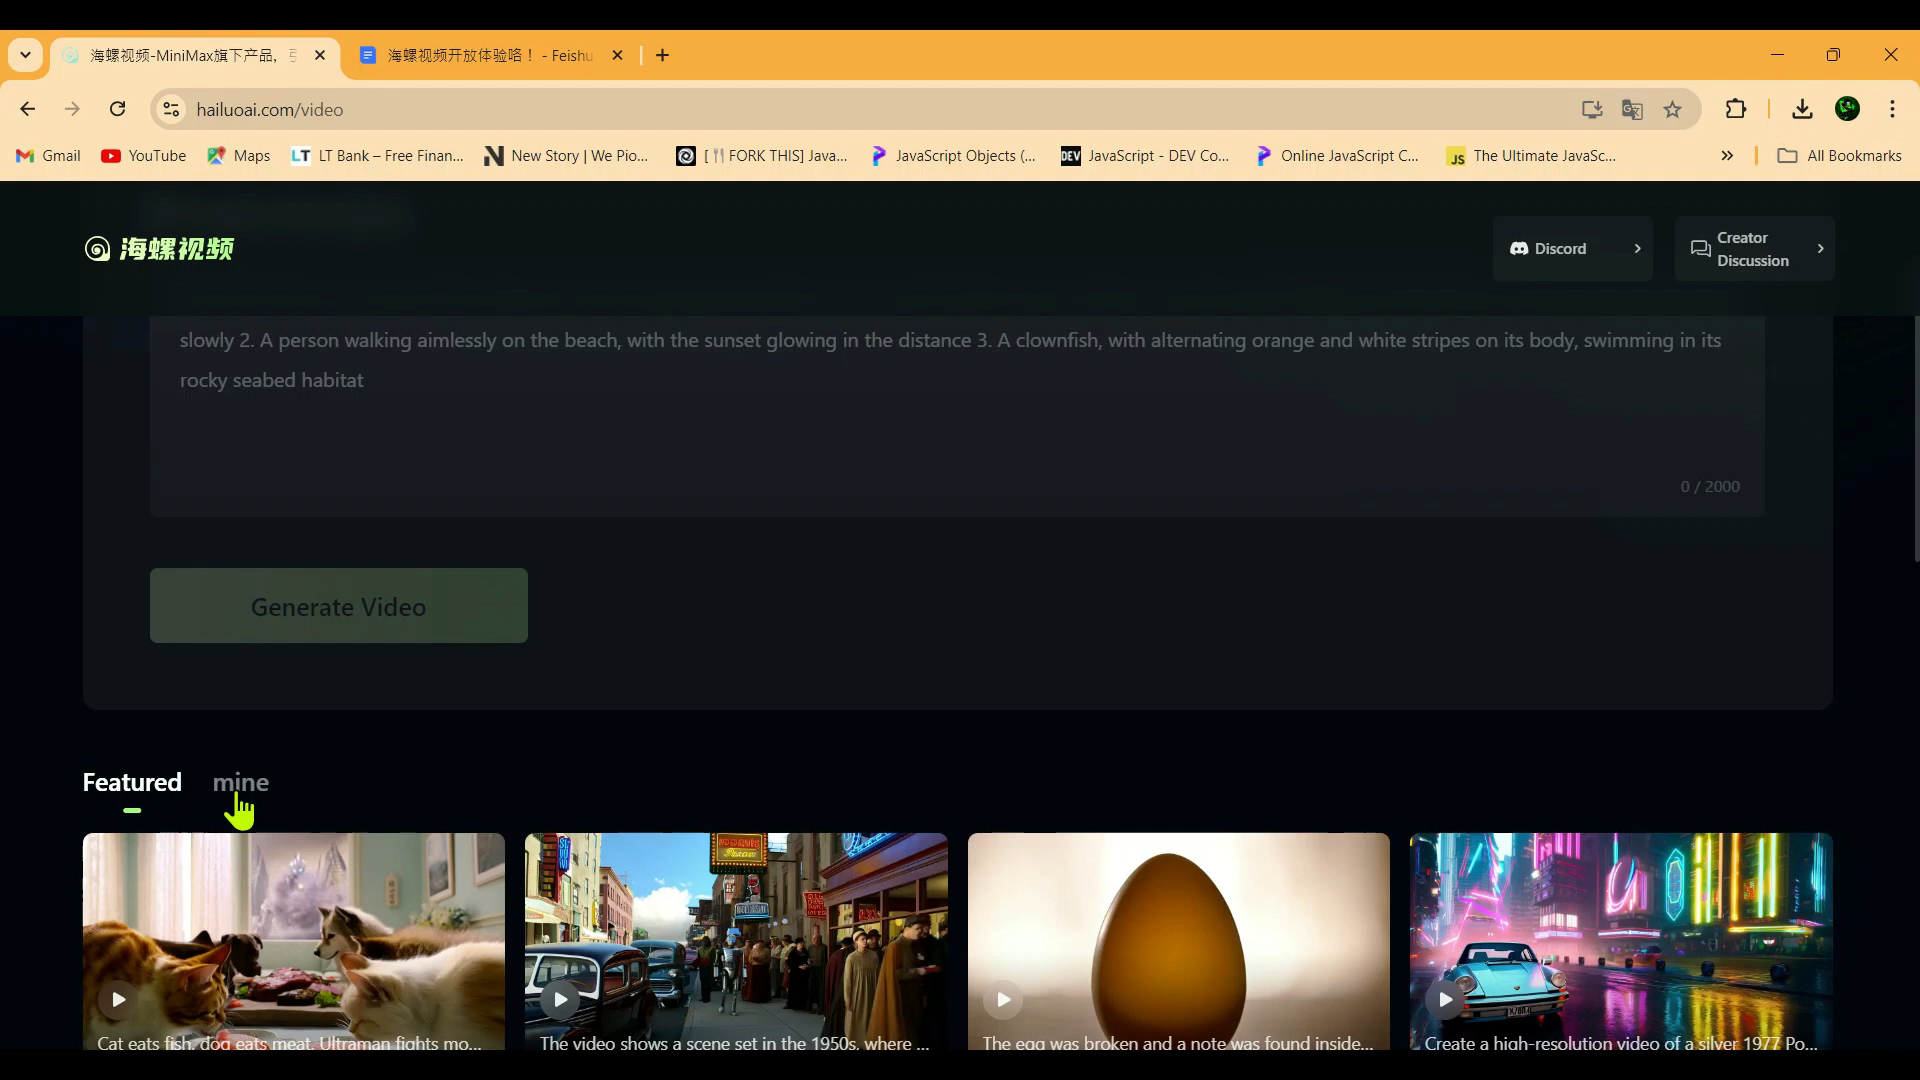 海螺视频-MiniMax旗下产品,
海螺视频开放体验咯！ - Feishu
hailuoai.com/video
Gmail
YouTube
Maps
LT Bank – Free Finan...
New Story | We Pio...
[🍴FORK THIS] Java...
JavaScript Objects (...
DEV
JavaScript - DEV Co...
Online JavaScript C...
JS
The Ultimate JavaSc...
All Bookmarks
海螺视频
Discord
Creator
Discussion
slowly 2. A person walking aimlessly on the beach, with the sunset glowing in the distance 3. A clownfish, with alternating orange and white stripes on its body, swimming in its
rocky seabed habitat
0 / 2000
Generate Video
Featured
mine
Cat eats fish, dog eats meat, Ultraman fights mo...
The video shows a scene set in the 1950s, where ...
The egg was broken and a note was found inside...
Create a high-resolution video of a silver 1977 Po...